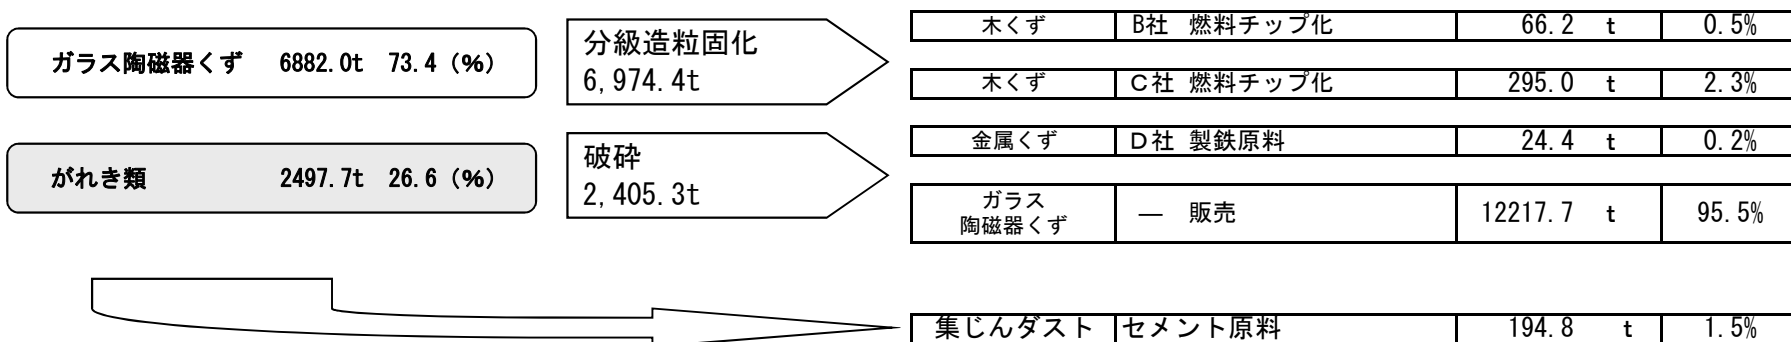 ガラス陶磁器くず 6882.0t 73.4 (%)
がれき類 2497.7t 26.6 (%)
分級造粒固化
6,974.4t
破砕
2,405.3t
木くず B社 燃料チップ化 66.2 t 0.5%
木くず C社 燃料チップ化 295.0 t 2.3%
金属くず D社 製鉄原料 24.4 t 0.2%
ガラス
陶磁器くず — 販売 12217.7 t 95.5%
集じんダスト セメント原料 194.8 t 1.5%